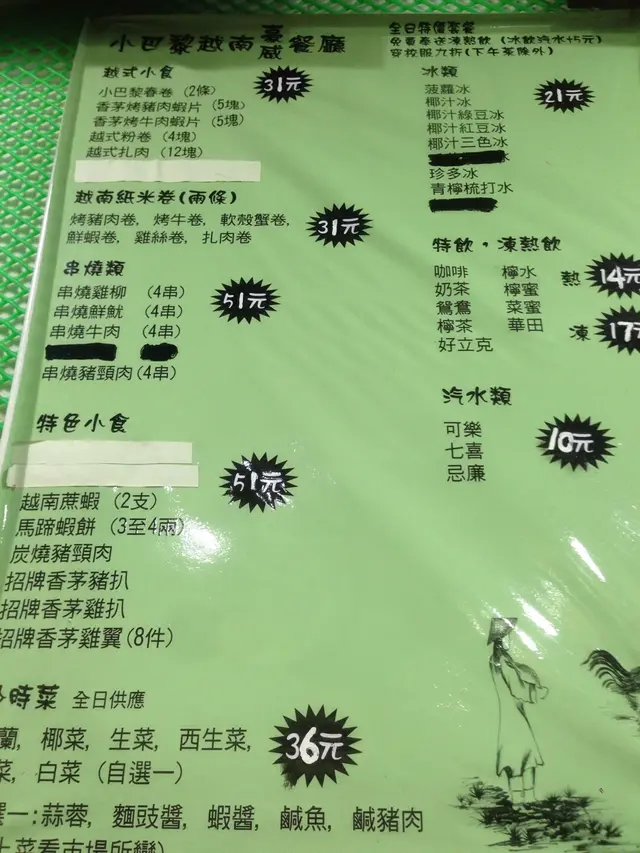 小巴黎越南臺威餐廳
越式小食
31元
小巴黎春卷 (2條)
香茅烤豬肉蝦片 (5塊)
香茅烤牛肉蝦片 (5塊)
越式粉卷 (4塊)
越式扎肉 (12塊)
越南紙米卷(兩條)
烤豬肉卷, 烤牛卷, 軟殼蟹卷,
鮮蝦卷, 雞絲卷, 扎肉卷
31元
串燒類
串燒雞柳 (4串)
串燒鮮魷 (4串)
串燒牛肉 (4串)
串燒豬頸肉(4串)
51元
特色小食
51元
越南蔗蝦 (2支)
馬蹄蝦餅 (3至4兩)
炭燒豬頸肉
招牌香茅豬扒
招牌香茅雞扒
招牌香茅雞翼(8件)
時菜 全日供應
蘭, 椰菜, 生菜, 西生菜,
菜, 白菜 (自選一)
36元
選一:蒜蓉, 麵豉醬, 蝦醬, 鹹魚, 鹹豬肉
菜看市場所變)
全日特價套餐
免費奉送凍熱飲 (冰飲汽水+5元)
穿校服九折(下午茶除外)
冰類
21元
菠蘿冰
椰汁冰
椰汁綠豆冰
椰汁紅豆冰
椰汁三色冰
冰
珍多冰
青檸梳打水
特飲,凍熱飲
咖啡 檸水
奶茶 檸蜜
鴛鴦 菜蜜
檸茶 華田
好立克
熱 14元
凍 17元
汽水類
可樂
七喜
忌廉
10元